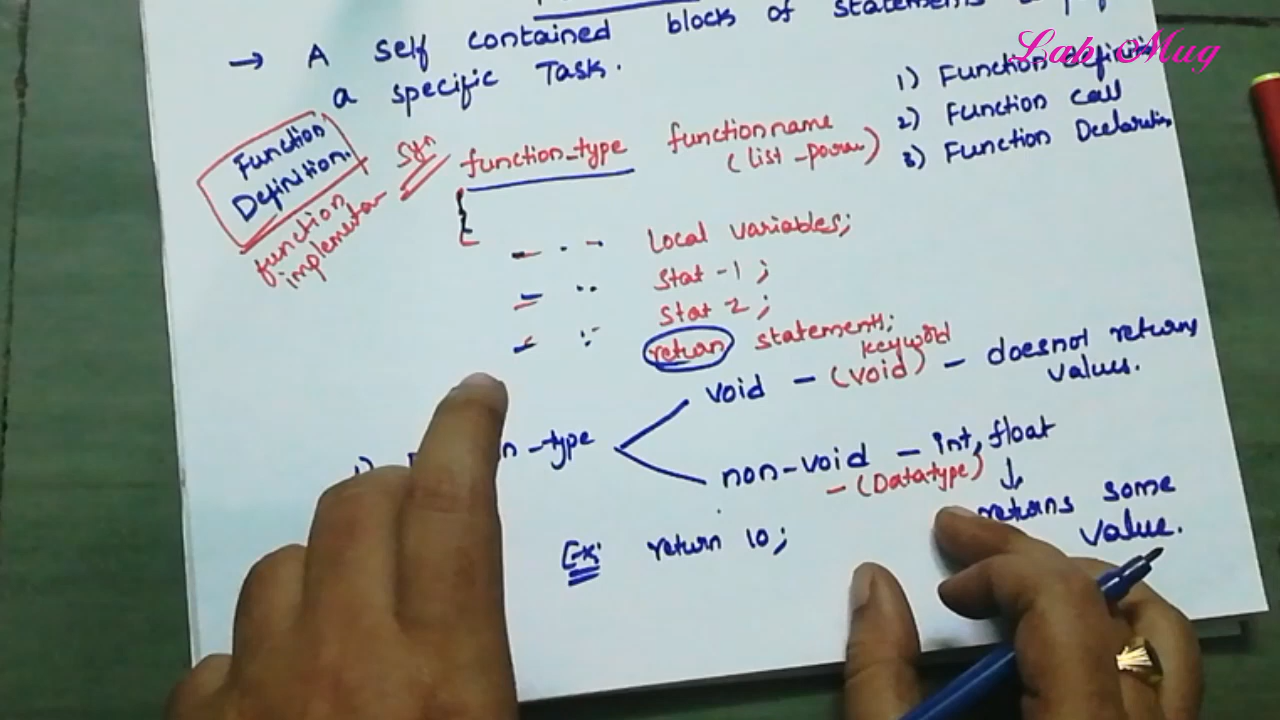 → A self contained blocks of statements
a specific Task.
Lab Mug
1) Function
2) Function call
3) Function
Function
Definition.
function
Syn
function_type functionname
(list -param)
{
Local variables;
Stat -1 ;
Stat 2 ;
return statements;
keyword
void - (void) - doesnot returns
values.
-type
non-void - int, float
- (Datatype)
returns some
value.
Ex: return 10;